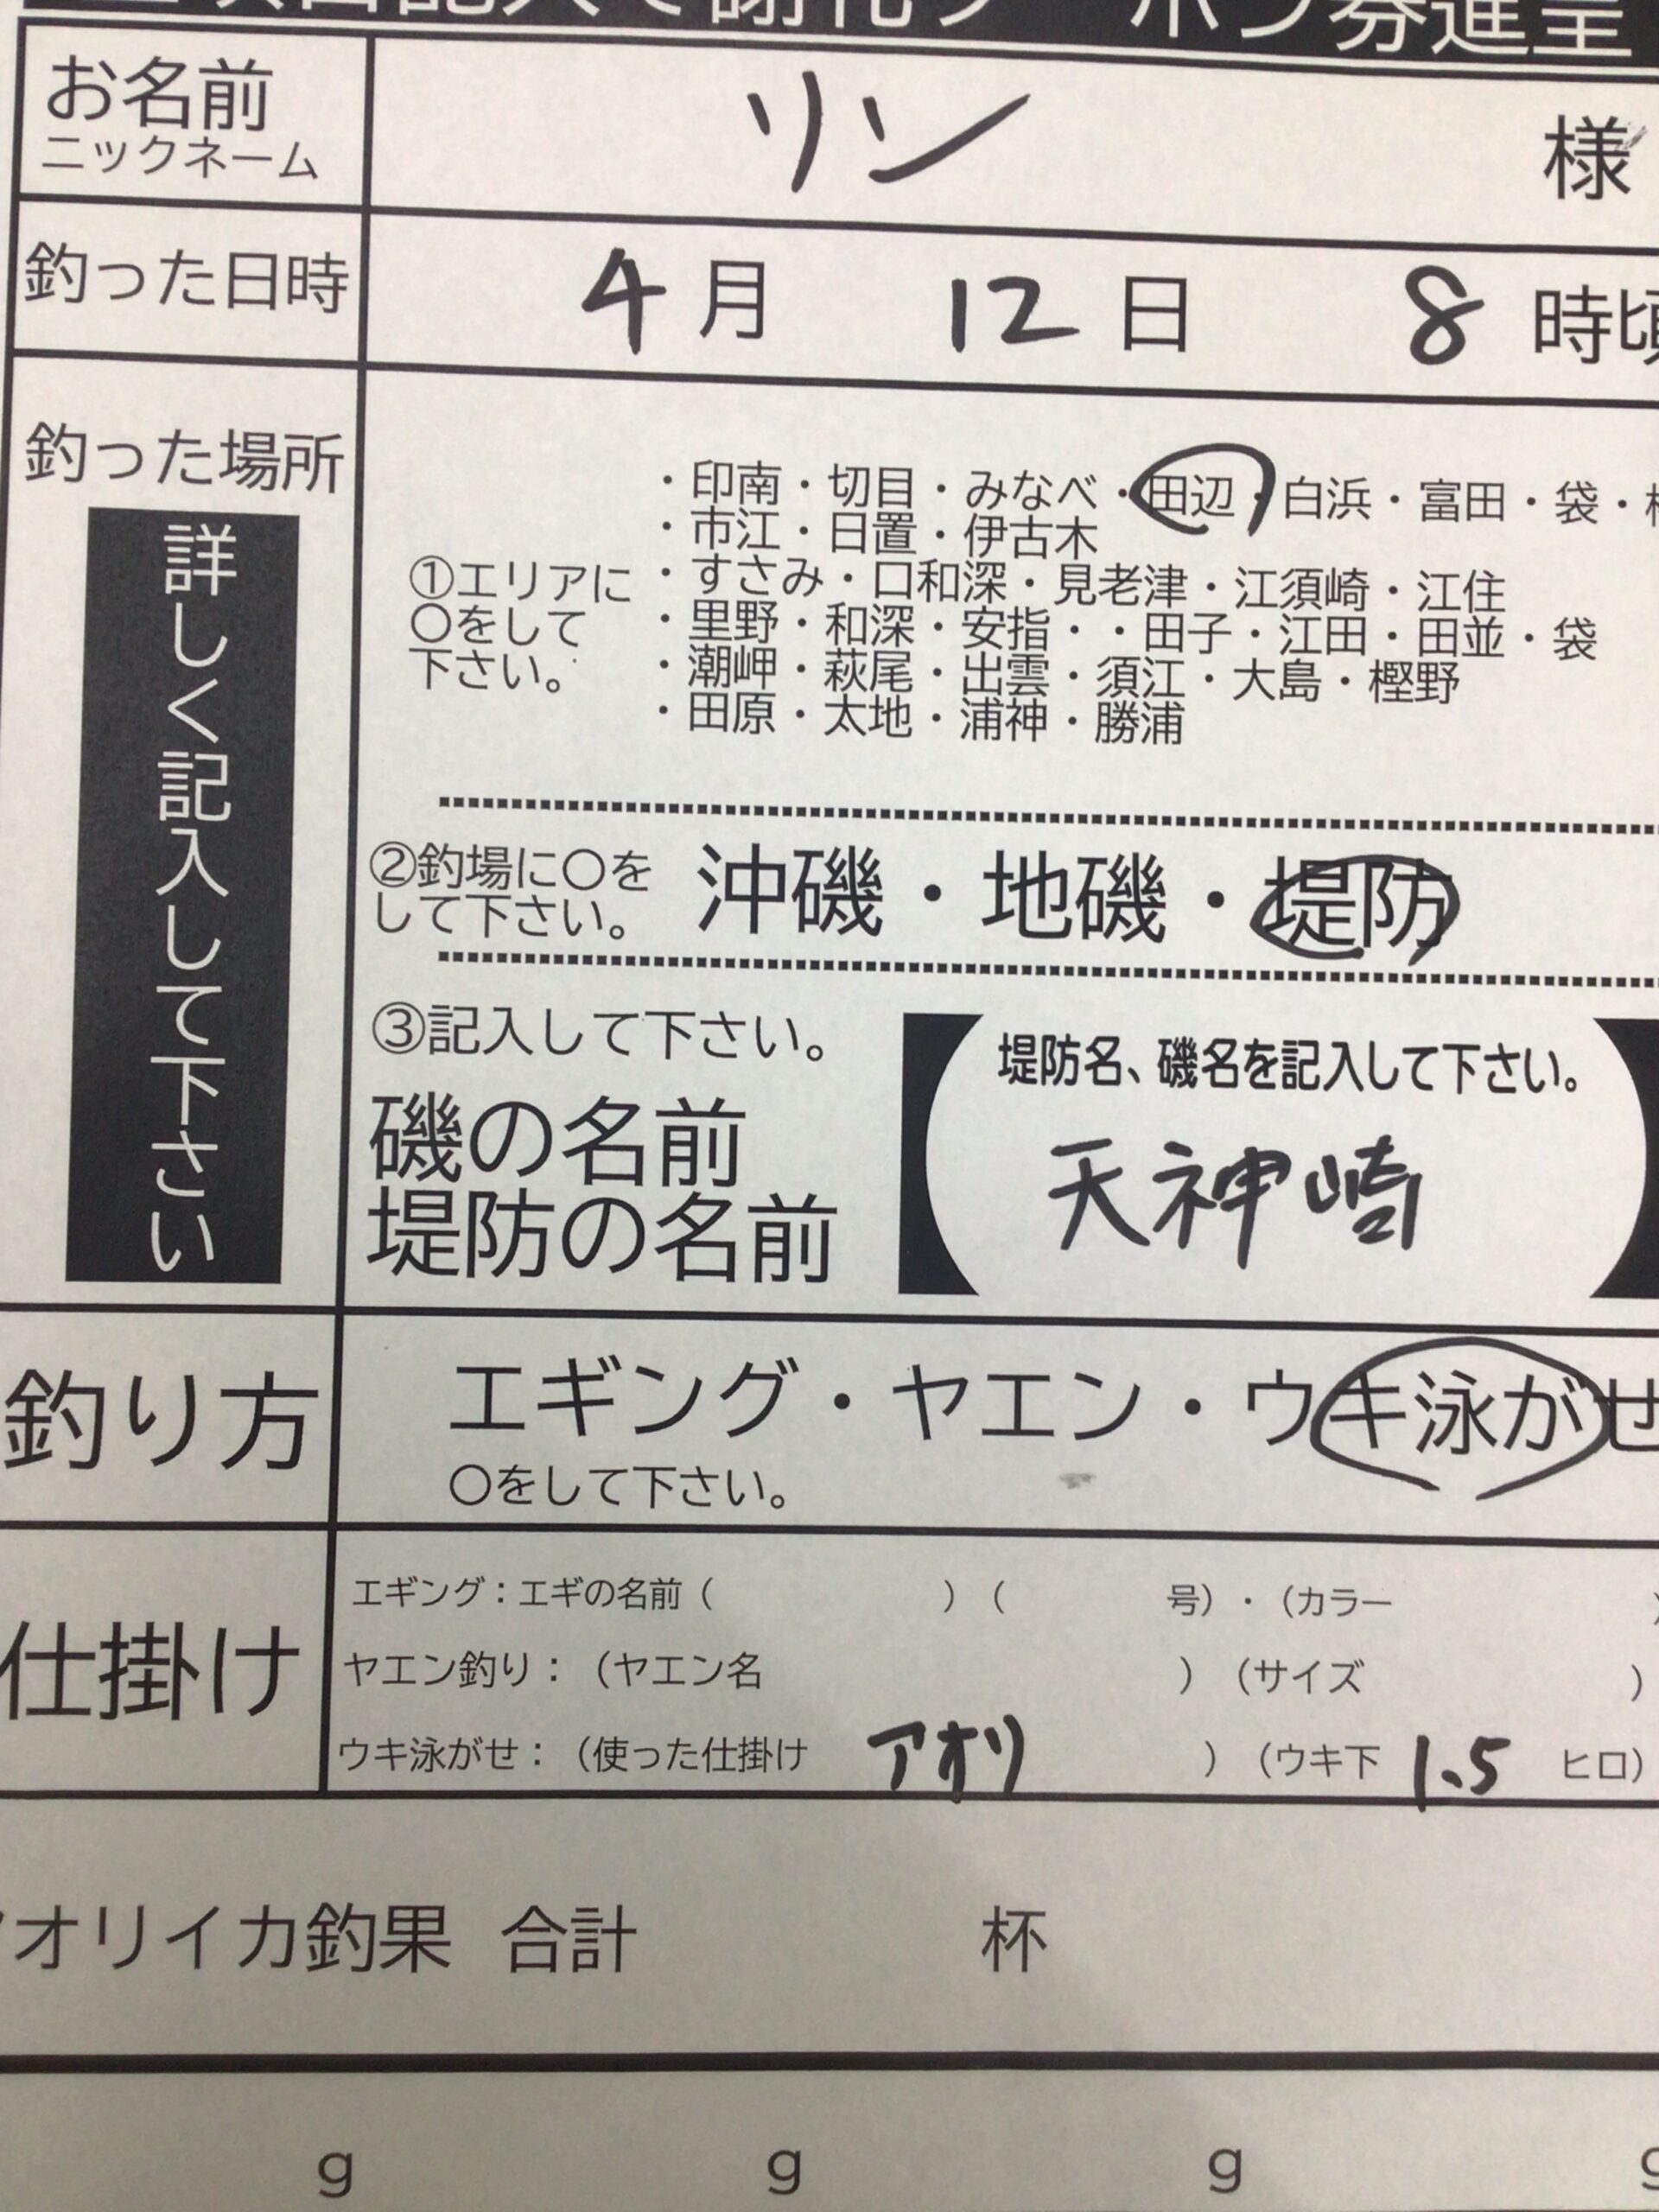 ポン券進呈
お名前
ニックネーム
リン 様
釣った日時
4月 12日 8時頃
釣った場所
詳しく記入して下さい
①エリアに
〇をして
下さい。
・印南・切目・みなべ・田辺・白浜・富田・袋・
・市江・日置・伊古木
・すさみ・口和深・見老津・江須崎・江住
・里野・和深・安指・・田子・江田・田並・袋
・潮岬・萩尾・出雲・須江・大島・樫野
・田原・太地・浦神・勝浦
②釣場に〇を
して下さい。
沖磯・地磯・堤防
③記入して下さい。
磯の名前
堤防の名前
【堤防名、磯名を記入して下さい。
天神崎】
釣り方
エギング・ヤエン・ウキ泳がせ
〇をして下さい。
仕掛け
エギング：エギの名前（ ）（ 号）・（カラー ）
ヤエン釣り：（ヤエン名 ）（サイズ ）
ウキ泳がせ：（使った仕掛け アオリ ）（ウキ下 1.5 ヒロ）
アオリイカ釣果 合計 杯
g g g g